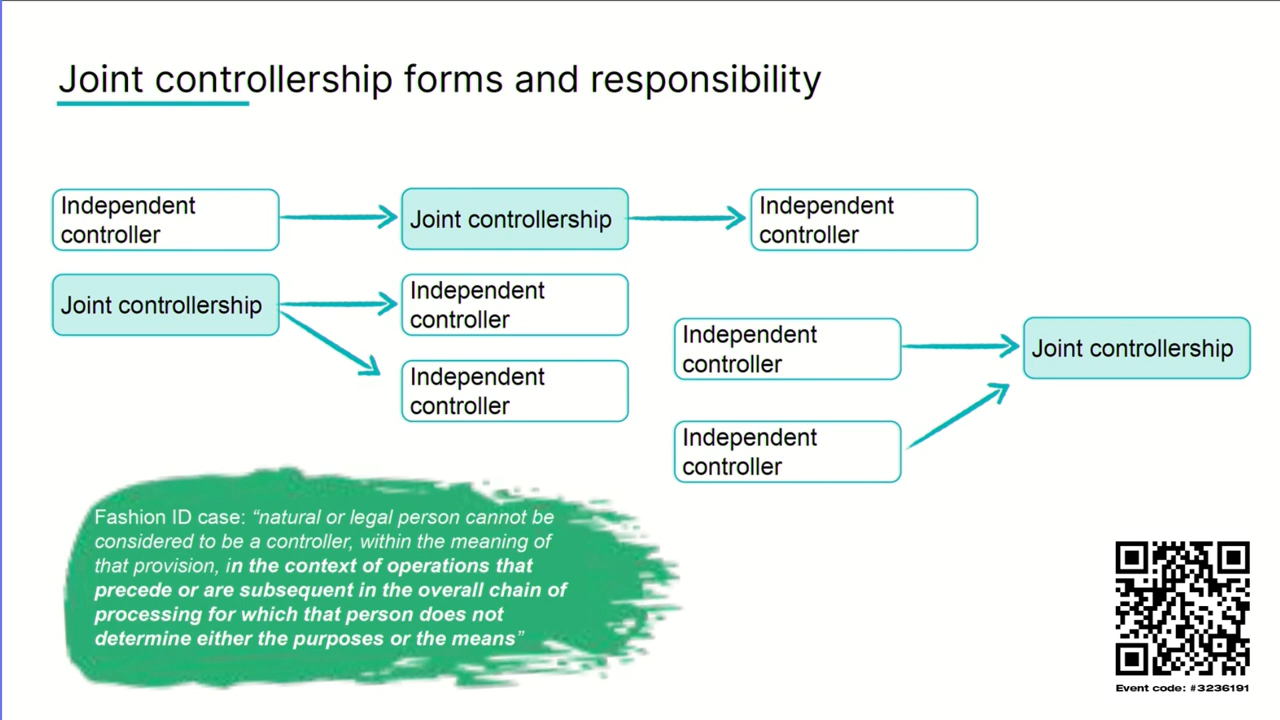 Joint controllership forms and responsibility
Independent
controller
Joint controllership
Independent
controller
Joint controllership
Independent
controller
Independent
controller
Independent
controller
Joint controllership
Independent
controller
Fashion ID case: “natural or legal person cannot be
considered to be a controller, within the meaning of
that provision, in the context of operations that
precede or are subsequent in the overall chain of
processing for which that person does not
determine either the purposes or the means”
Event code: #3236191